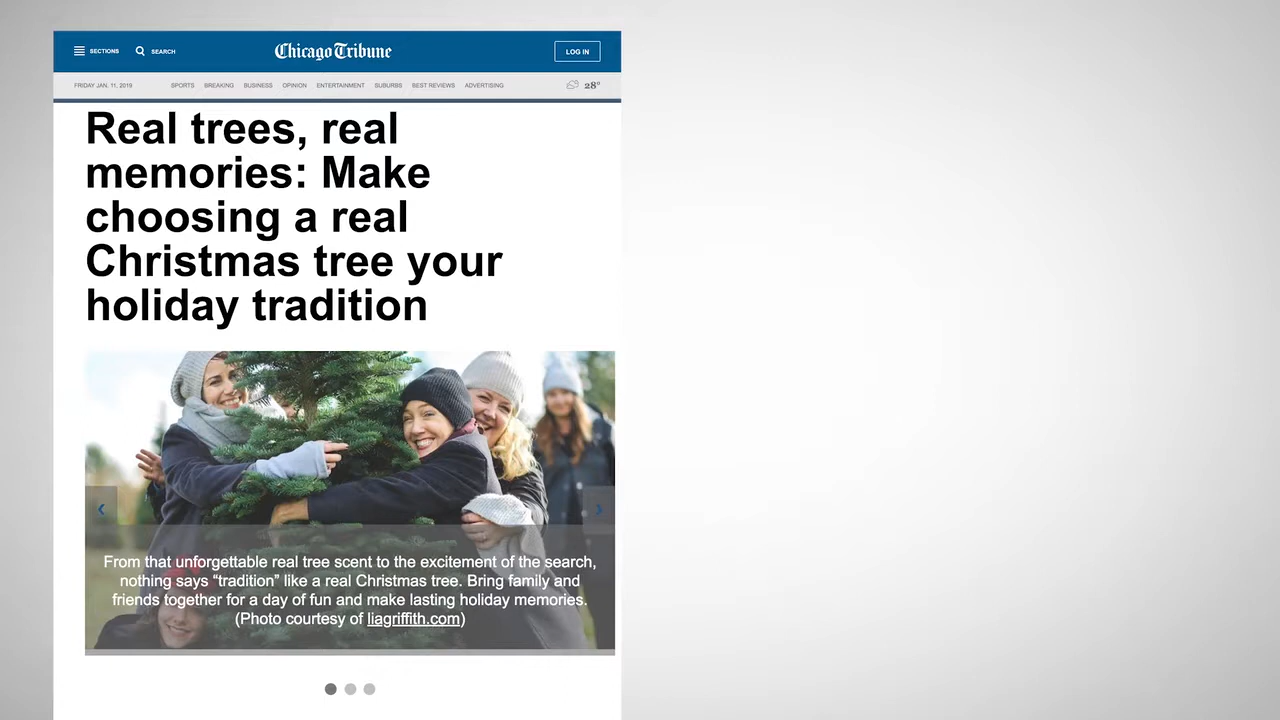 SECTIONS
SEARCH
Chicago Tribune
LOG IN
FRIDAY JAN. 11, 2019
SPORTS BREAKING BUSINESS OPINION ENTERTAINMENT SUBURBS BEST REVIEWS ADVERTISING
28°
Real trees, real
memories: Make
choosing a real
Christmas tree your
holiday tradition
From that unforgettable real tree scent to the excitement of the search,
nothing says “tradition” like a real Christmas tree. Bring family and
friends together for a day of fun and make lasting holiday memories.
(Photo courtesy of liagriffith.com)